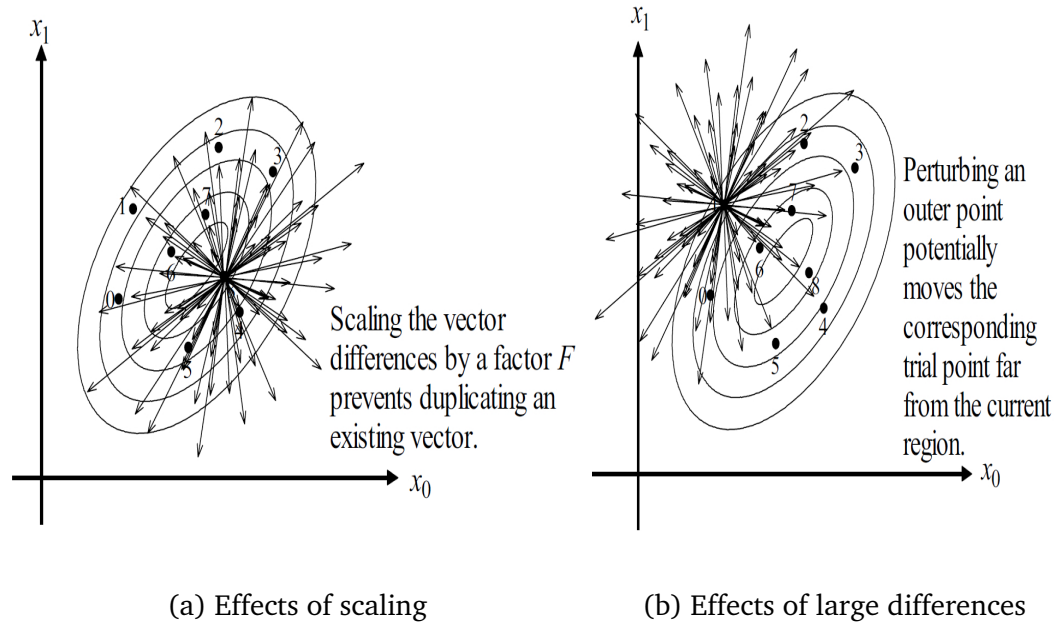 x1
2
3
1
7
6
0
4
5
Scaling the vector
differences by a factor F
prevents duplicating an
existing vector.
x0
(a) Effects of scaling
x1
2
3
7
6
8
0
4
5
Perturbing an
outer point
potentially
moves the
corresponding
trial point far
from the current
region.
x0
(b) Effects of large differences